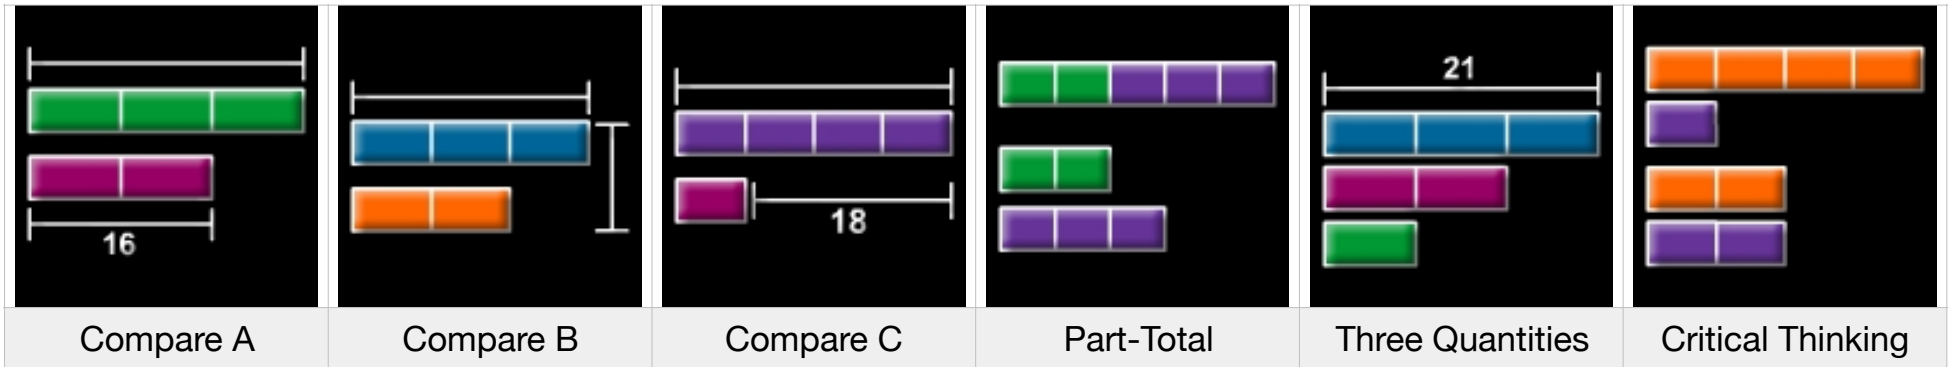 16
18
21
Compare A
Compare B
Compare C
Part-Total
Three Quantities
Critical Thinking